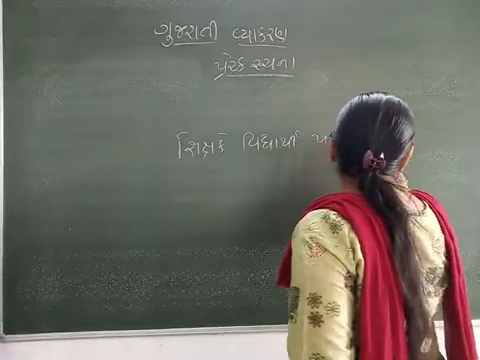 ગુજરાતી વ્યાકરણ
પ્રેરક રચના
શિક્ષકે વિદ્યાર્થી